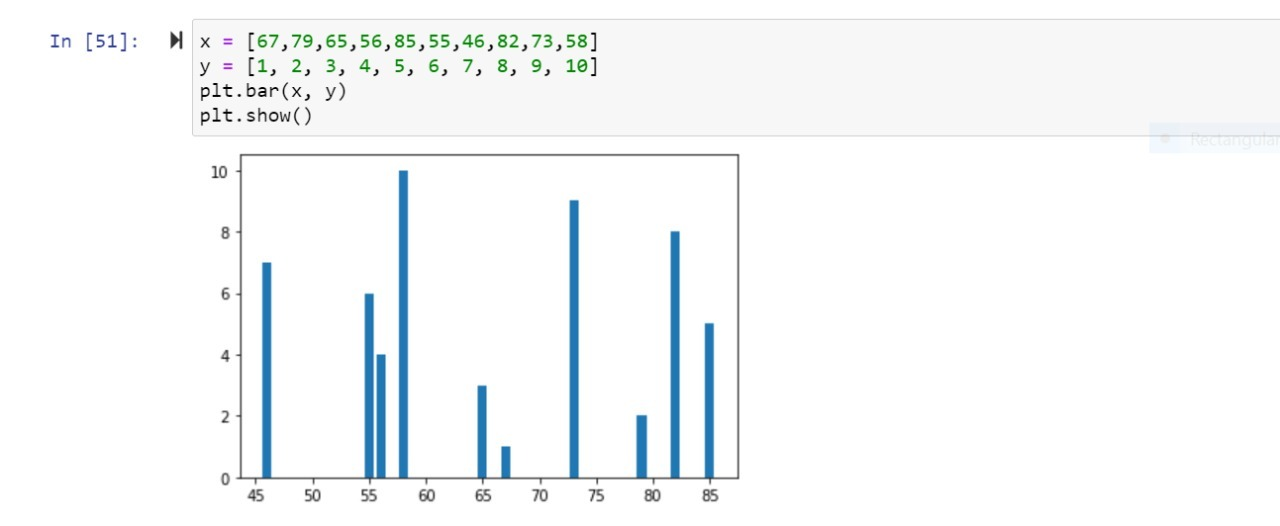 In [51]:
x = [67,79,65,56,85,55,46,82,73,58]
y = [1, 2, 3, 4, 5, 6, 7, 8, 9, 10]
plt.bar(x, y)
plt.show()
Rectangular
10
8
6
4
2
0
45 50 55 60 65 70 75 80 85